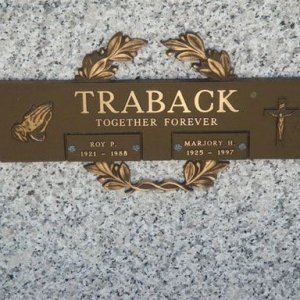 TRABACK
TOGETHER FOREVER
ROY P.
1921 - 1988
MARJORY H.
1925 - 1997